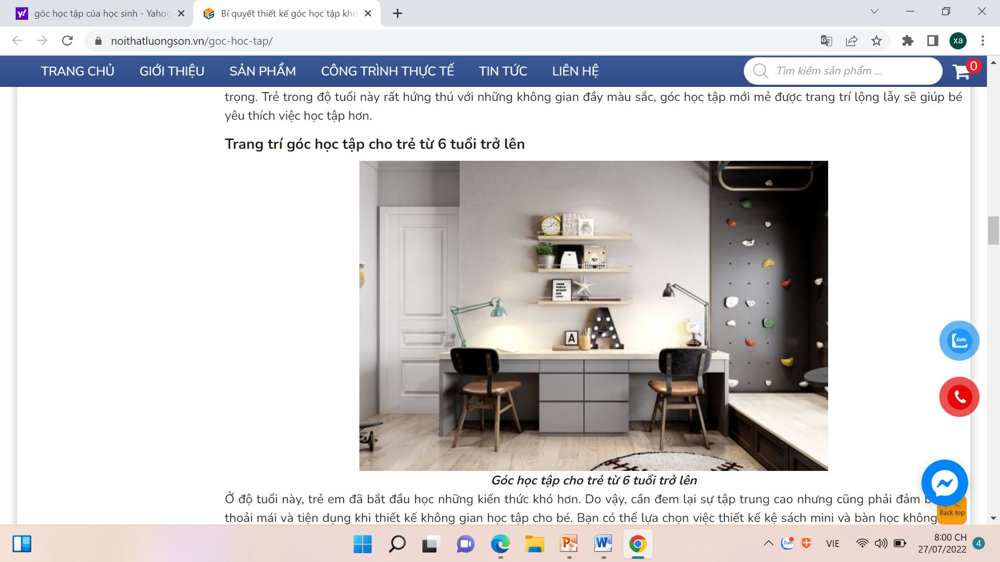 góc học tập của học sinh - Yahoo
Bí quyết thiết kế góc học tập kho
noithatluongson.vn/goc-hoc-tap/
xa
TRANG CHỦ GIỚI THIỆU SẢN PHẨM CÔNG TRÌNH THỰC TẾ TIN TỨC LIÊN HỆ
Tìm kiếm sản phẩm ...
0
trọng. Trẻ trong độ tuổi này rất hứng thú với những không gian đầy màu sắc, góc học tập mới mẻ được trang trí lộng lẫy sẽ giúp bé
yêu thích việc học tập hơn.
Trang trí góc học tập cho trẻ từ 6 tuổi trở lên
12345
678
A
A
Zalo
Góc học tập cho trẻ từ 6 tuổi trở lên
Ở độ tuổi này, trẻ em đã bắt đầu học những kiến thức khó hơn. Do vậy, cần đem lại sự tập trung cao nhưng cũng phải đảm
thoải mái và tiện dụng khi thiết kế không gian học tập cho bé. Bạn có thể lựa chọn việc thiết kế kệ sách mini và bàn học không
Back top
Zalo
VIE
8:00 CH
27/07/2022
4